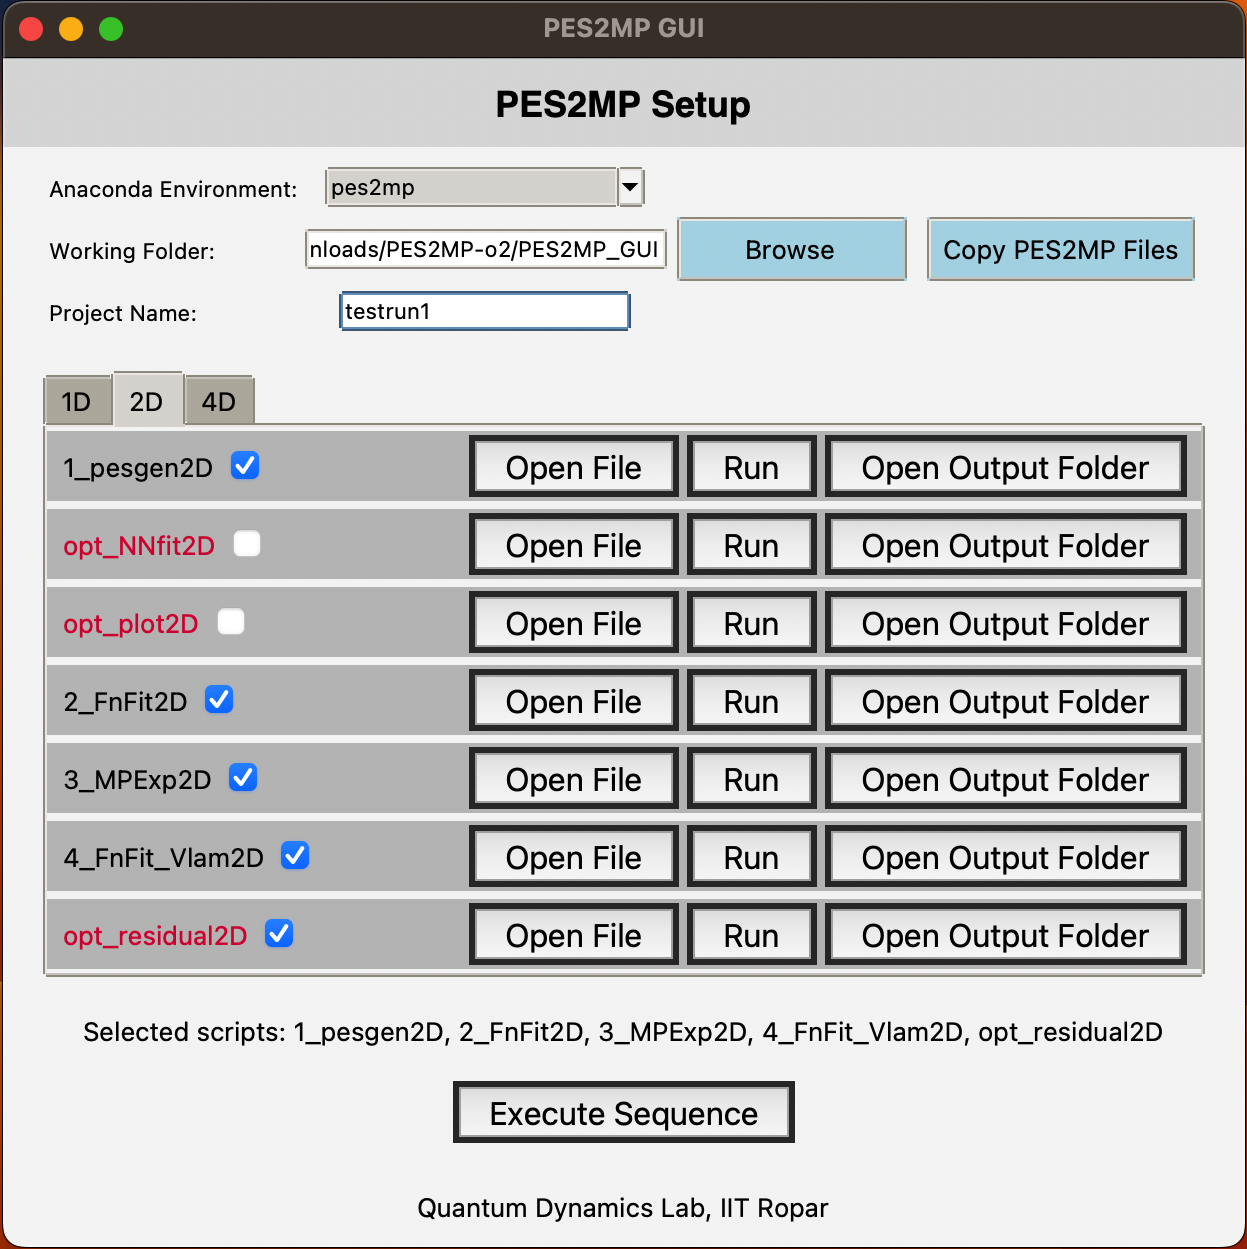 PES2MP GUI
PES2MP Setup
Anaconda Environment: pes2mp
Working Folder: nloads/PES2MP-o2/PES2MP_GUI Browse Copy PES2MP Files
Project Name: testrun1
1D 2D 4D
1_pesgen2D Open File Run Open Output Folder
opt_NNfit2D Open File Run Open Output Folder
opt_plot2D Open File Run Open Output Folder
2_FnFit2D Open File Run Open Output Folder
3_MPExp2D Open File Run Open Output Folder
4_FnFit_Vlam2D Open File Run Open Output Folder
opt_residual2D Open File Run Open Output Folder
Selected scripts: 1_pesgen2D, 2_FnFit2D, 3_MPExp2D, 4_FnFit_Vlam2D, opt_residual2D
Execute Sequence
Quantum Dynamics Lab, IIT Ropar